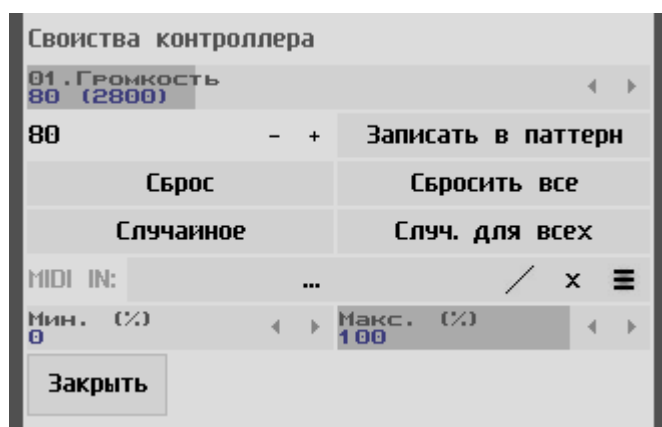 Свойства контроллера
01.Громкость
80 (2800)
80 - + Записать в паттерн
Сброс Сбросить все
Случайное Случ. для всех
MIDI IN: ... / x ≡
Мин. (%) Макс. (%)
0 100
Закрыть